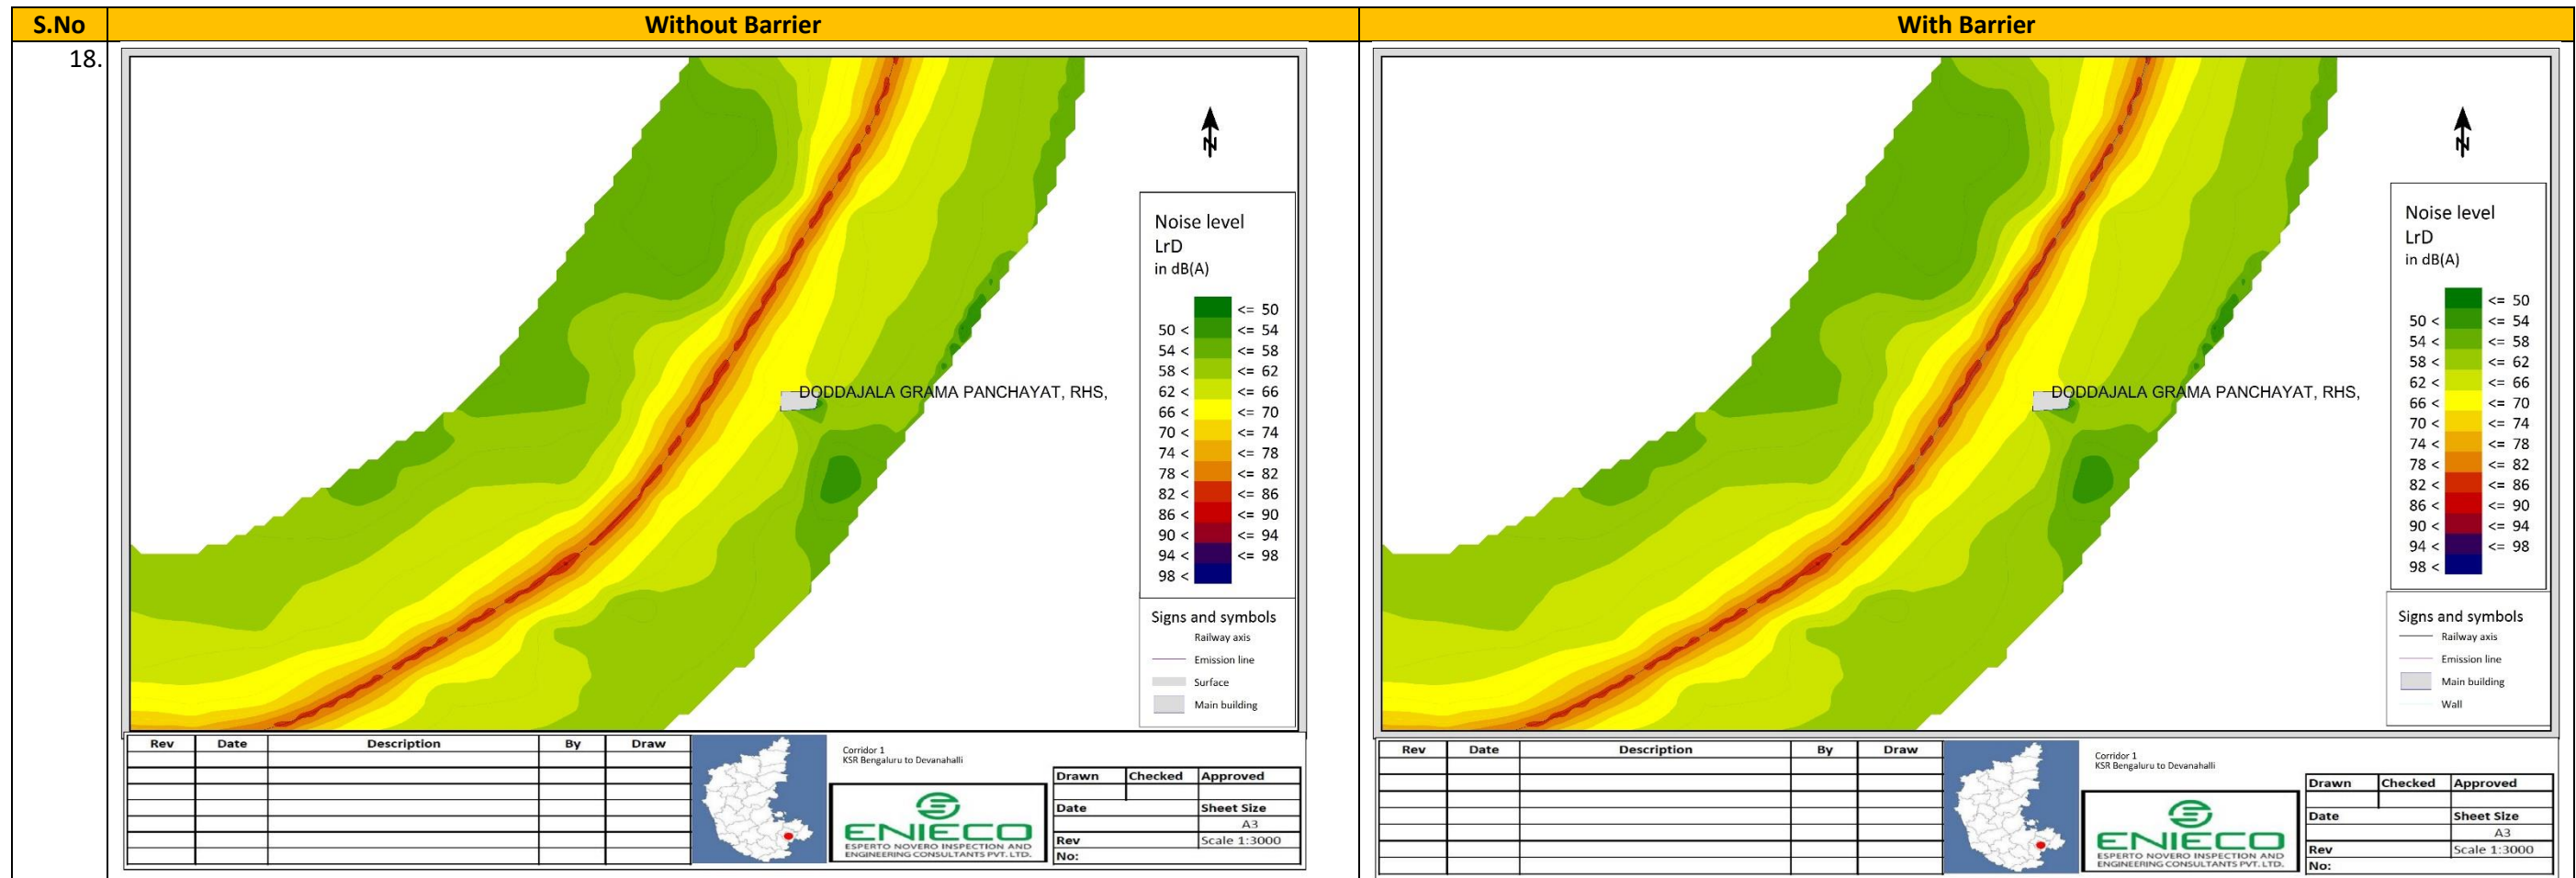 S.No Without Barrier With Barrier
18.
N
DODDAJALA GRAMA PANCHAYAT, RHS,
Noise level
LrD
in dB(A)
<= 50
50 < <= 54
54 < <= 58
58 < <= 62
62 < <= 66
66 < <= 70
70 < <= 74
74 < <= 78
78 < <= 82
82 < <= 86
86 < <= 90
90 < <= 94
94 < <= 98
98 <
Signs and symbols
Railway axis
Emission line
Surface
Main building
Rev Date Description By Draw
Corridor 1
KSR Bengaluru to Devanahalli
ENIECO
ESPERTO NOVERO INSPECTION AND
ENGINEERING CONSULTANTS PVT. LTD.
Drawn Checked Approved
Date Sheet Size
A3
Rev Scale 1:3000
No:
N
DODDAJALA GRAMA PANCHAYAT, RHS,
Noise level
LrD
in dB(A)
<= 50
50 < <= 54
54 < <= 58
58 < <= 62
62 < <= 66
66 < <= 70
70 < <= 74
74 < <= 78
78 < <= 82
82 < <= 86
86 < <= 90
90 < <= 94
94 < <= 98
98 <
Signs and symbols
Railway axis
Emission line
Main building
Wall
Rev Date Description By Draw
Corridor 1
KSR Bengaluru to Devanahalli
ENIECO
ESPERTO NOVERO INSPECTION AND
ENGINEERING CONSULTANTS PVT. LTD.
Drawn Checked Approved
Date Sheet Size
A3
Rev Scale 1:3000
No: